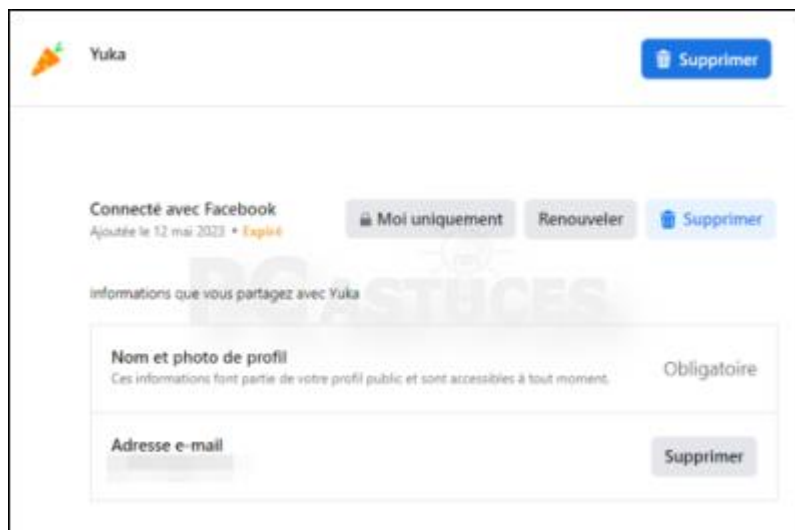 Yuka
Supprimer
Connecté avec Facebook
Ajoutée le 12 mai 2023 • Expiré
Moi uniquement
Renouveler
Supprimer
PC ASTUCES
Informations que vous partagez avec Yuka
Nom et photo de profil
Ces informations font partie de votre profil public et sont accessibles à tout moment.
Obligatoire
Adresse e-mail
Supprimer